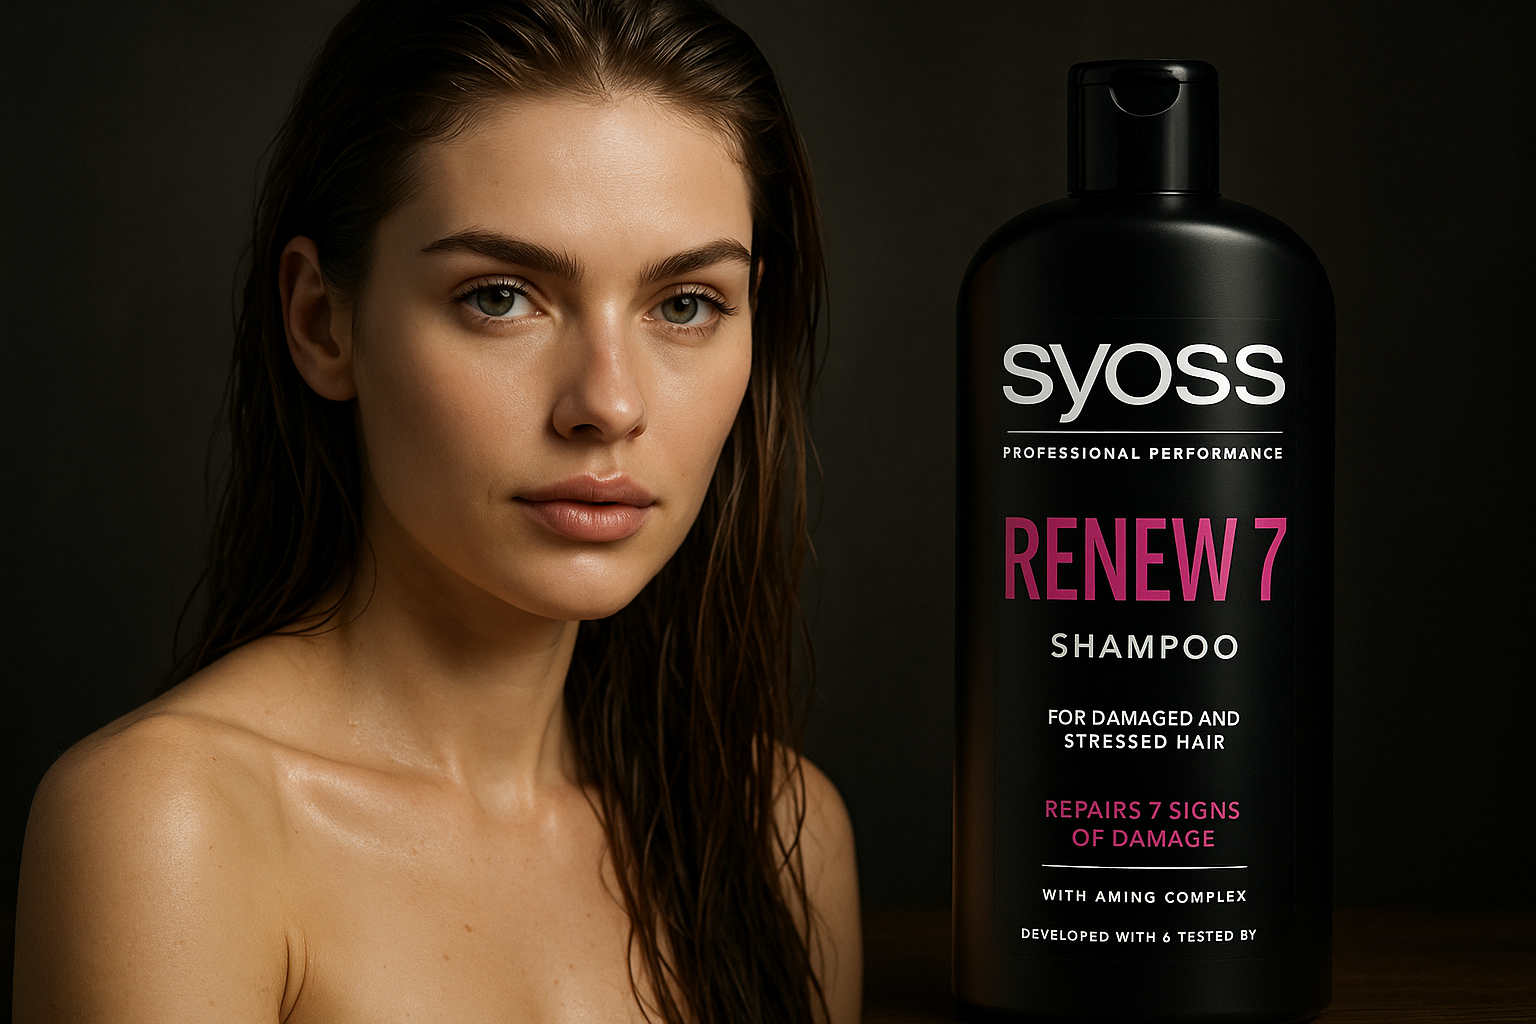 syoss
PROFESSIONAL PERFORMANCE
RENEW 7
SHAMPOO
FOR DAMAGED AND
STRESSED HAIR
REPAIRS 7 SIGNS
OF DAMAGE
WITH AMING COMPLEX
DEVELOPED WITH 6 TESTED BY